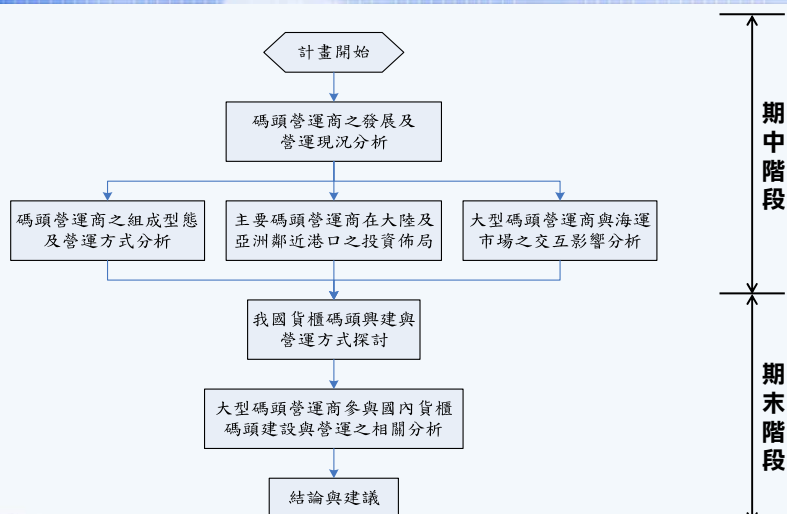 計畫開始
碼頭營運商之發展及
營運現況分析
碼頭營運商之組成型態
及營運方式分析
主要碼頭營運商在大陸及
亞洲鄰近港口之投資佈局
大型碼頭營運商與海運
市場之交互影響分析
我國貨櫃碼頭興建與
營運方式探討
大型碼頭營運商參與國內貨櫃
碼頭建設與營運之相關分析
結論與建議
期中階段
期末階段